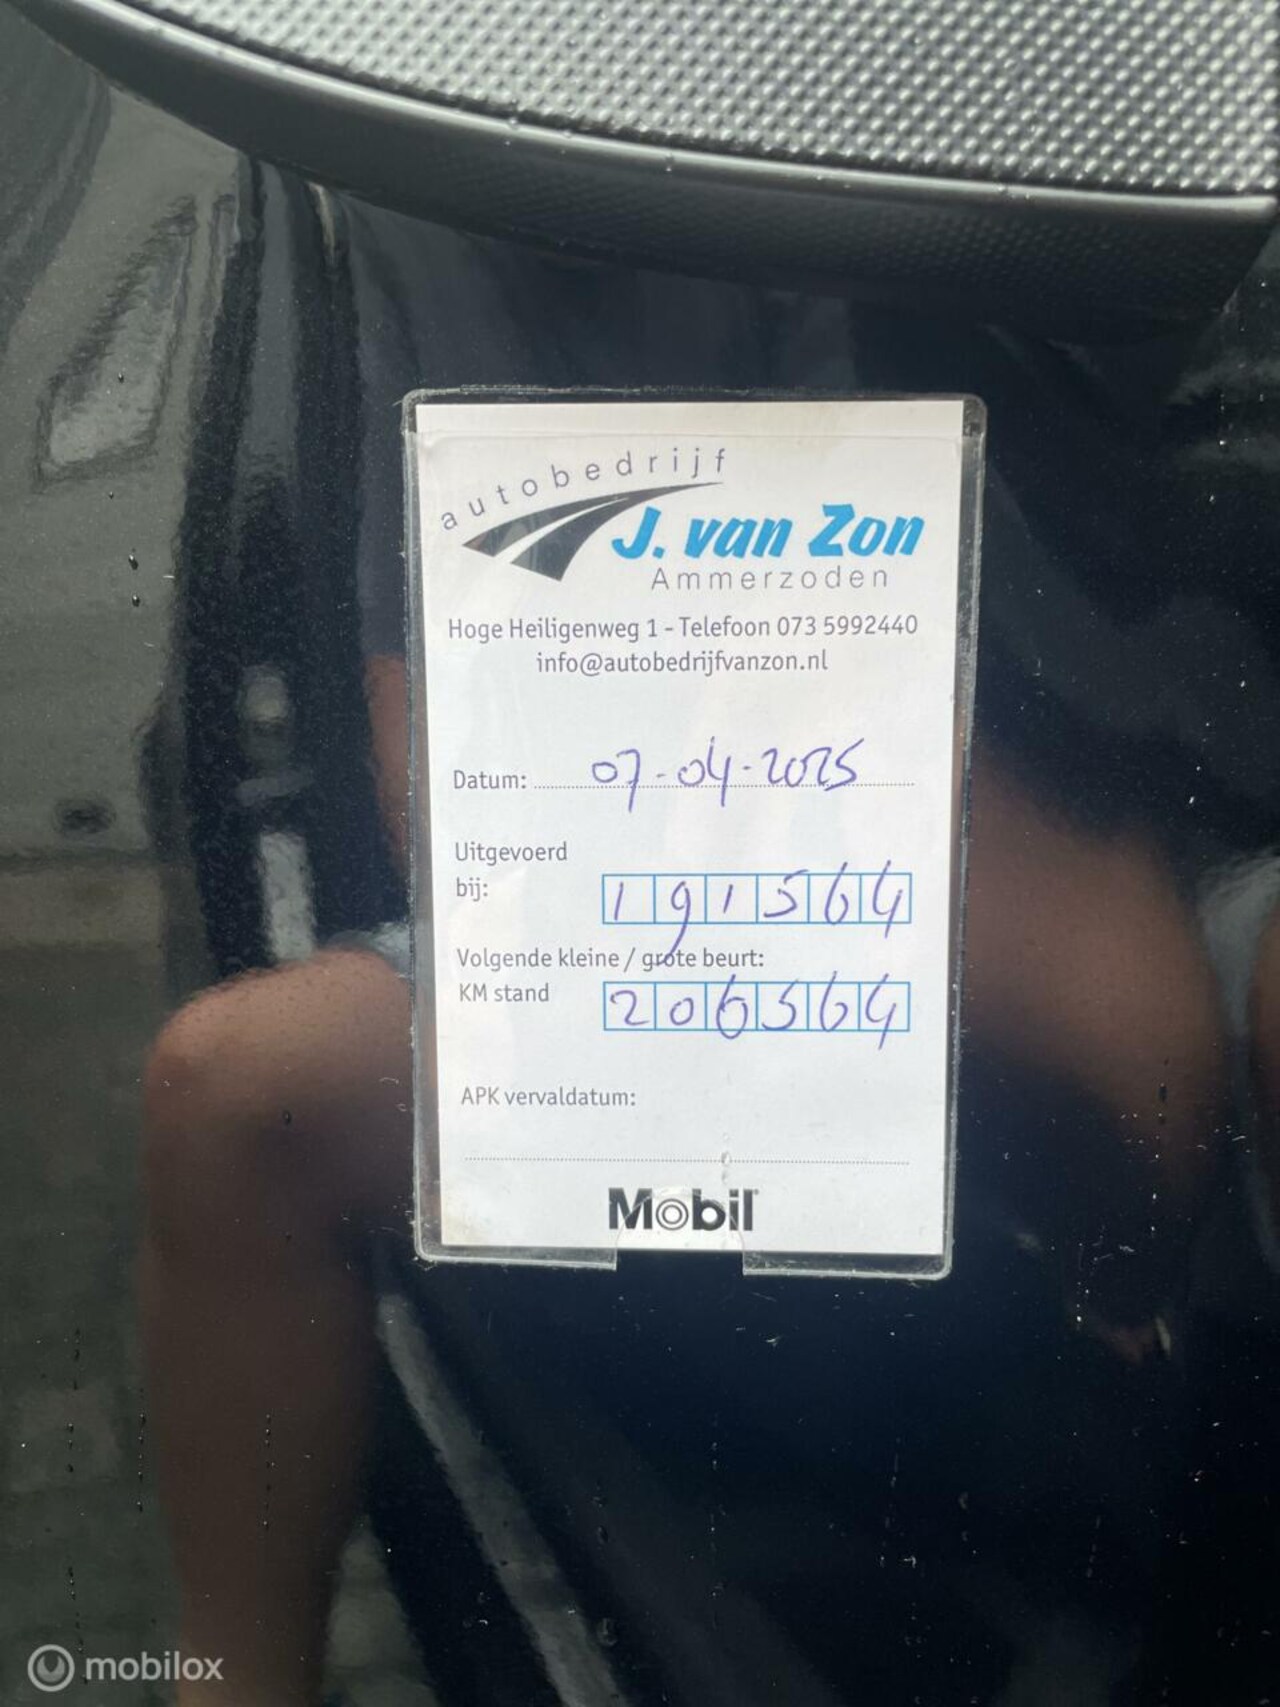 autobedrijf
J. van Zon
Ammerzoden
Hoge Heiligenweg 1 - Telefoon 073 5992440
info@autobedrijfvanzon.nl
Datum: 07-04-2025
Uitgevoerd
bij: 191564
Volgende kleine / grote beurt:
KM stand 206564
APK vervaldatum:
Mobil
mobilox